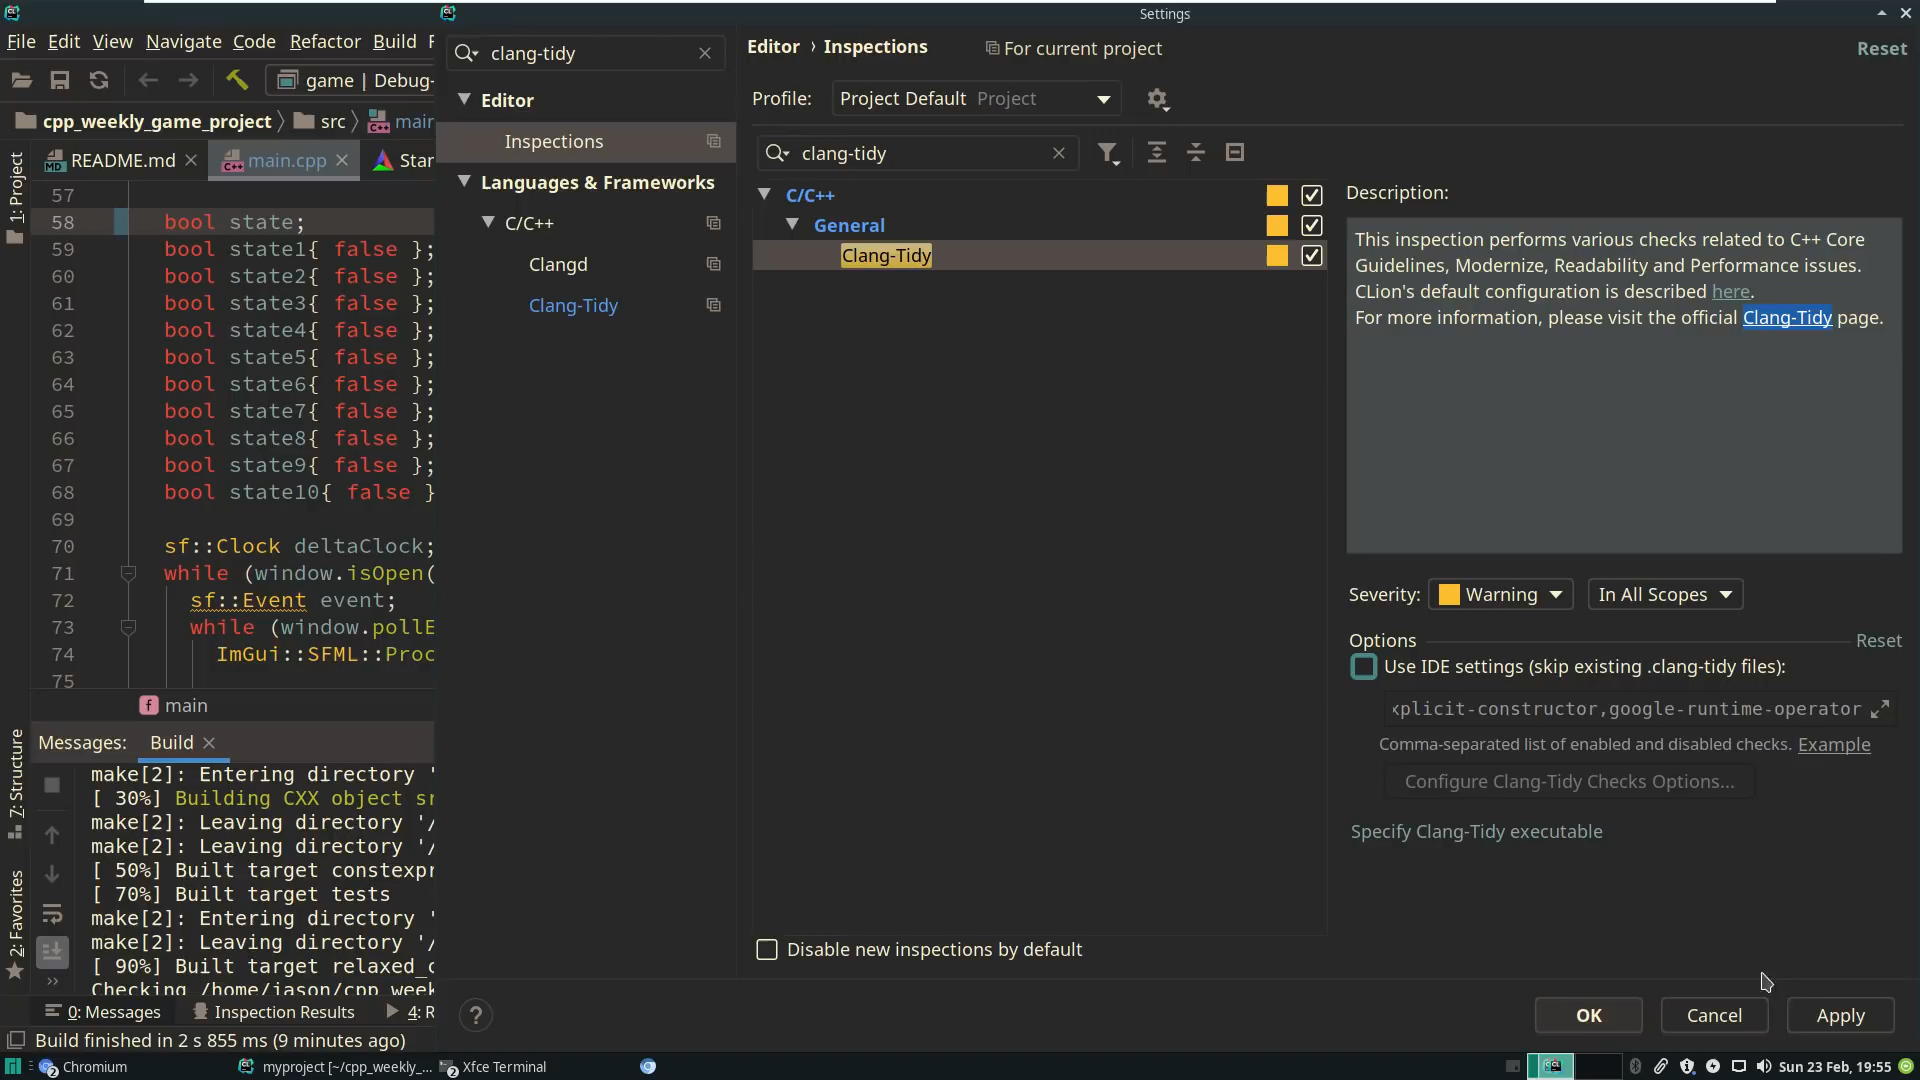 Settings
File Edit View Navigate Code Refactor Build
game | Debug-
cpp_weekly_game_project src main
README.md main.cpp Star
1: Project
7: Structure
2: Favorites
57
58 bool state;
59 bool state1{ false };
60 bool state2{ false };
61 bool state3{ false };
62 bool state4{ false };
63 bool state5{ false };
64 bool state6{ false };
65 bool state7{ false };
66 bool state8{ false };
67 bool state9{ false };
68 bool state10{ false }
69
70 sf::Clock deltaClock;
71 while (window.isOpen(
72 sf::Event event;
73 while (window.pollE
74 ImGui::SFML::Proc
75
f main
Messages: Build
make[2]: Entering directory '
[ 30%] Building CXX object sr
make[2]: Leaving directory '/
make[2]: Leaving directory '/
[ 50%] Built target constexpr
[ 70%] Built target tests
make[2]: Entering directory '
make[2]: Leaving directory '/
[ 90%] Built target relaxed_c
Checking /home/jason/cpp_week
0: Messages Inspection Results 4: R
Build finished in 2 s 855 ms (9 minutes ago)
clang-tidy
Editor
Inspections
Languages & Frameworks
C/C++
Clangd
Clang-Tidy
Editor › Inspections For current project Reset
Profile: Project Default Project
clang-tidy
C/C++
General
Clang-Tidy
Disable new inspections by default
Description:
This inspection performs various checks related to C++ Core
Guidelines, Modernize, Readability and Performance issues.
CLion's default configuration is described here.
For more information, please visit the official Clang-Tidy page.
Severity: Warning In All Scopes
Options Reset
Use IDE settings (skip existing .clang-tidy files):
xplicit-constructor,google-runtime-operator
Comma-separated list of enabled and disabled checks. Example
Configure Clang-Tidy Checks Options...
Specify Clang-Tidy executable
? OK Cancel Apply
2 Chromium myproject [~/cpp_weekly_... 2 Xfce Terminal Sun 23 Feb, 19:55